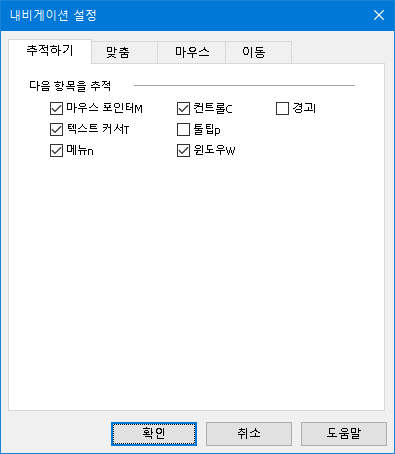 내비게이션 설정
추적하기 맞춤 마우스 이동
다음 항목을 추적
마우스 포인터M 컨트롤C 경고I
텍스트 커서T 툴팁p
메뉴n 윈도우W
확인 취소 도움말